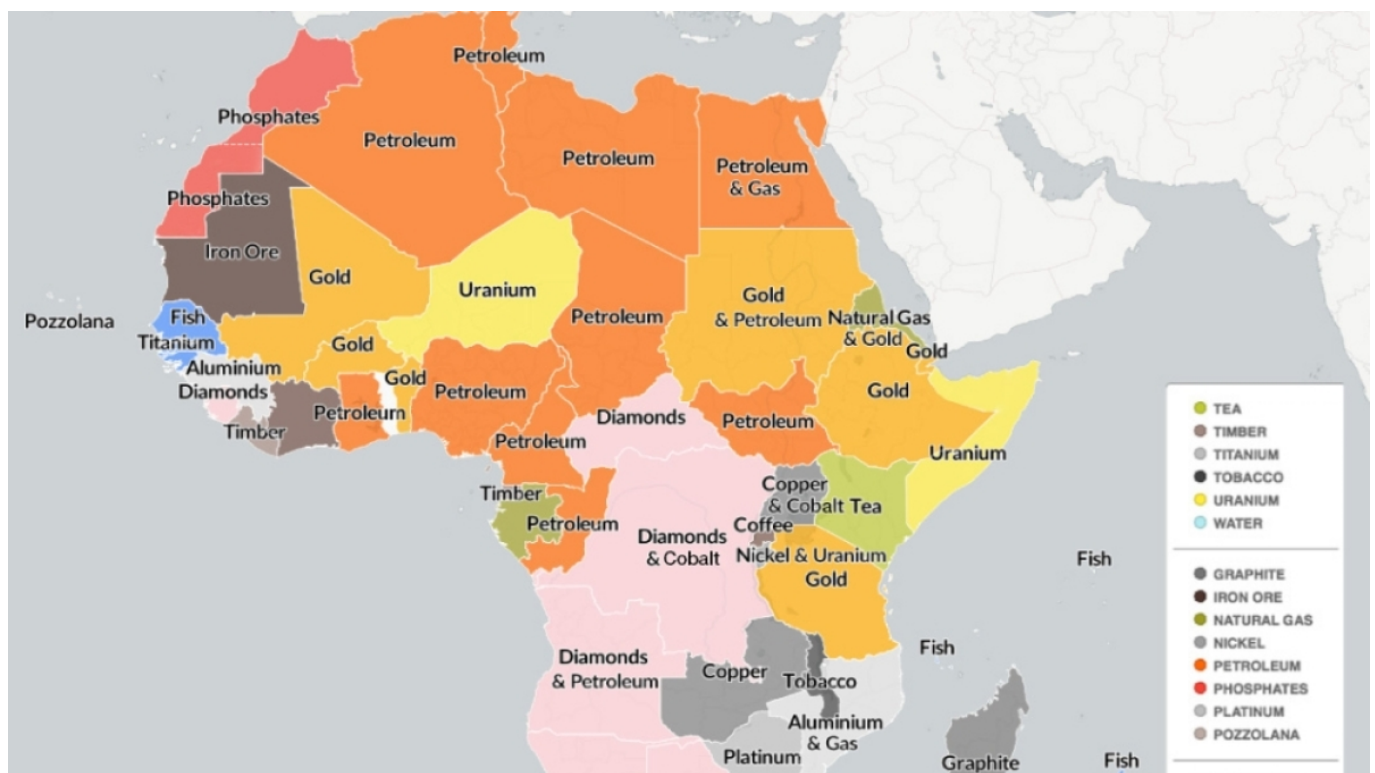 Petroleum
Phosphates
Petroleum
Petroleum
Petroleum
& Gas
Phosphates
Iron Ore
Gold
Uranium
Gold
& Petroleum
Petroleum
Natural Gas
& Gold
Pozzolana
Fish
Titanium
Gold
Gold
Aluminium
Diamonds
Gold
Petroleum
Gold
Petroleum
Timber
Diamonds
Petroleum
Petroleum
Uranium
Timber
Petroleum
Copper
& Cobalt
Tea
Coffee
Diamonds
& Cobalt
Nickel & Uranium
Gold
Fish
Fish
Diamonds
& Petroleum
Copper
Tobacco
Aluminium
& Gas
Platinum
Graphite
Fish
TEA
TIMBER
TITANIUM
TOBACCO
URANIUM
WATER
GRAPHITE
IRON ORE
NATURAL GAS
NICKEL
PETROLEUM
PHOSPHATES
PLATINUM
POZZOLANA